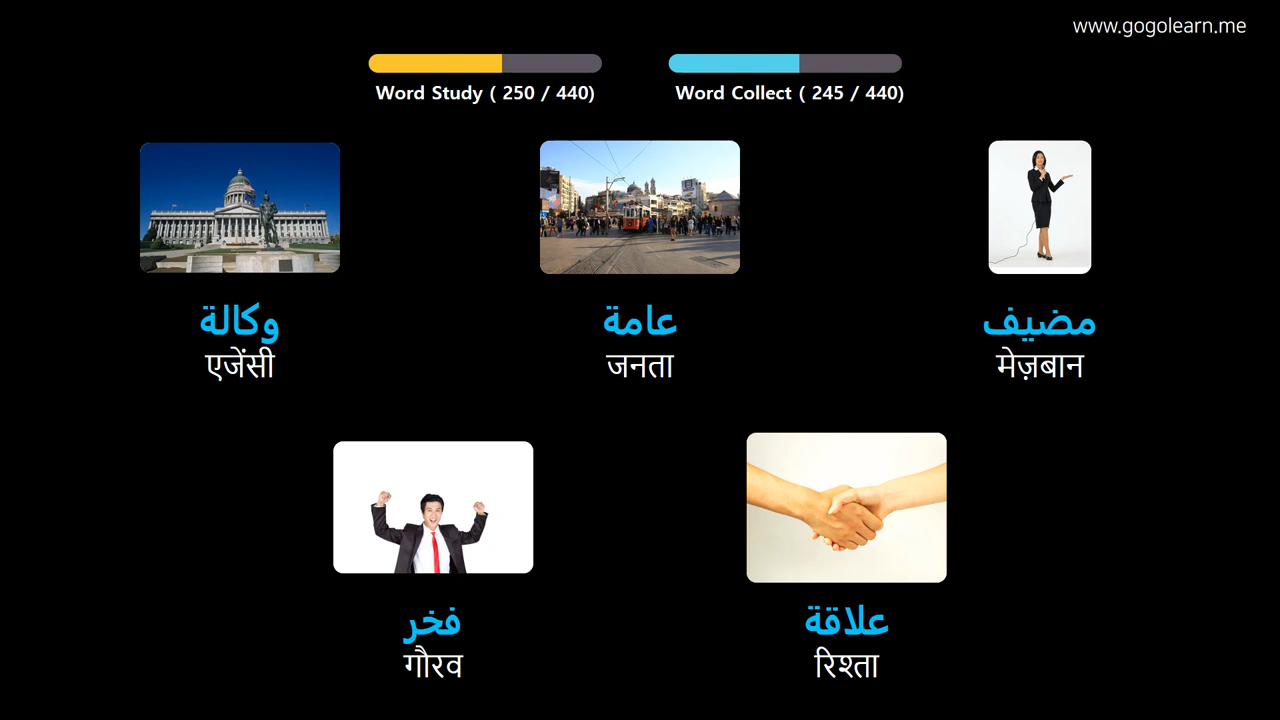 www.gogolearn.me
Word Study ( 250 / 440)
Word Collect ( 245 / 440)
وكالة
एजेंसी
عامة
जनता
مضيف
मेज़बान
فخر
गौरव
علاقة
रिश्ता